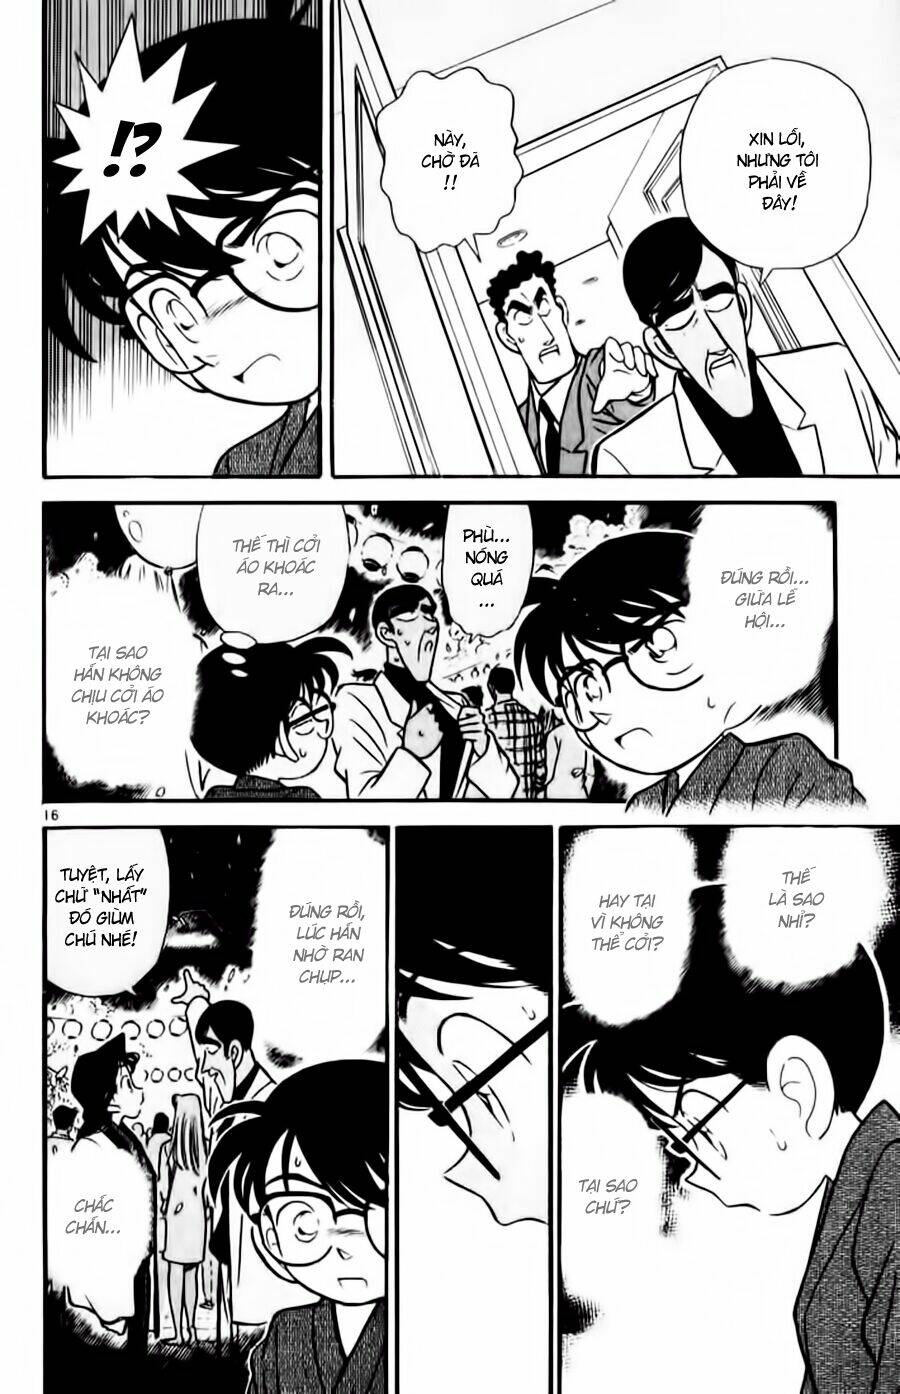 XIN LỖI,
NHƯNG TÔI
PHẢI VỀ
ĐÂY!
NÀY,
CHỜ ĐÃ
!!
!?
ĐÚNG RỒI...
GIỮA LỄ
HỘI...
PHÙ...
NÓNG
QUÁ
...
THẾ THÌ CỞI
ÁO KHOÁC
RA...
TẠI SAO
HẮN KHÔNG
CHỊU CỞI ÁO
KHOÁC?
16
THẾ
LÀ SAO
NHỈ?
HAY TẠI
VÌ KHÔNG
THỂ CỞI?
TẠI SAO
CHỨ?
ĐÚNG RỒI,
LÚC HẮN
NHỜ RAN
CHỤP...
TUYỆT, LẤY
CHỮ "NHẤT"
ĐÓ GIÙM
CHÚ NHÉ!
CHẮC
CHẮN...